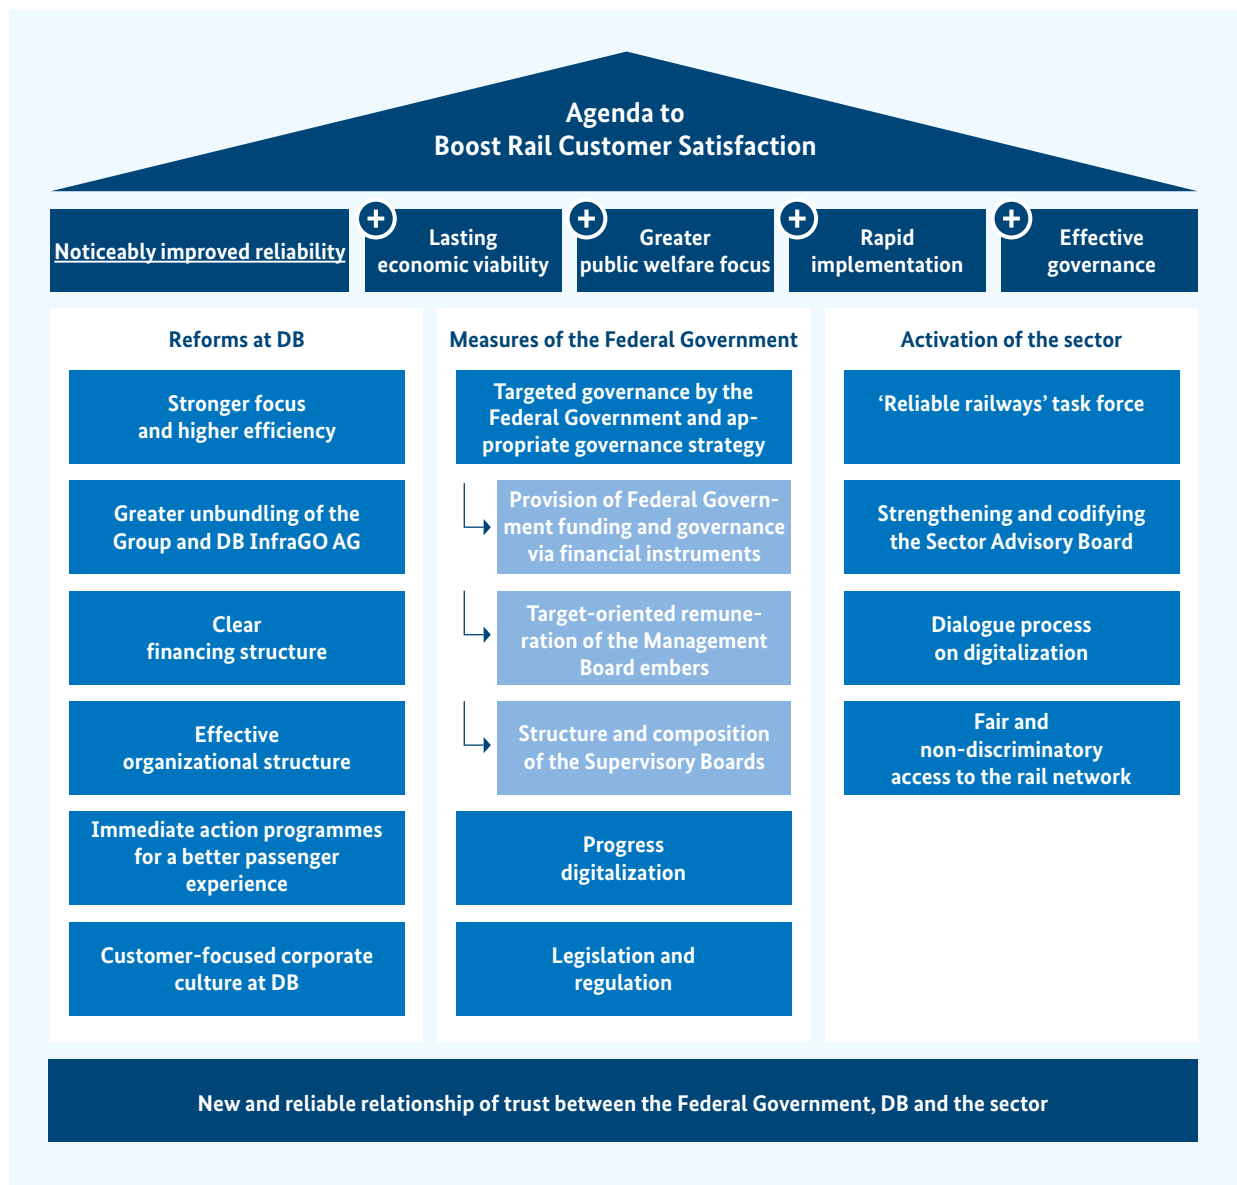 Agenda to
Boost Rail Customer Satisfaction
Noticeably improved reliability
+
Lasting
economic viability
+
Greater
public welfare focus
+
Rapid
implementation
+
Effective
governance
Reforms at DB
Stronger focus
and higher efficiency
Greater unbundling of the
Group and DB InfraGO AG
Clear
financing structure
Effective
organizational structure
Immediate action programmes
for a better passenger
experience
Customer-focused corporate
culture at DB
Measures of the Federal Government
Targeted governance by the
Federal Government and ap-
propriate governance strategy
Provision of Federal Govern-
ment funding and governance
via financial instruments
Target-oriented remune-
ration of the Management
Board embers
Structure and composition
of the Supervisory Boards
Progress
digitalization
Legislation and
regulation
Activation of the sector
‘Reliable railways’ task force
Strengthening and codifying
the Sector Advisory Board
Dialogue process
on digitalization
Fair and
non-discriminatory
access to the rail network
New and reliable relationship of trust between the Federal Government, DB and the sector